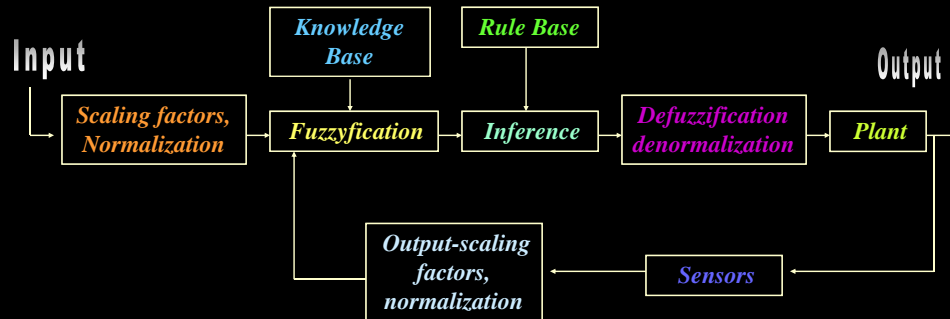 Knowledge
Base
Rule Base
Input
Output
Scaling factors,
Normalization
Fuzzyfication
Inference
Defuzzification
denormalization
Plant
Output-scaling
factors,
normalization
Sensors